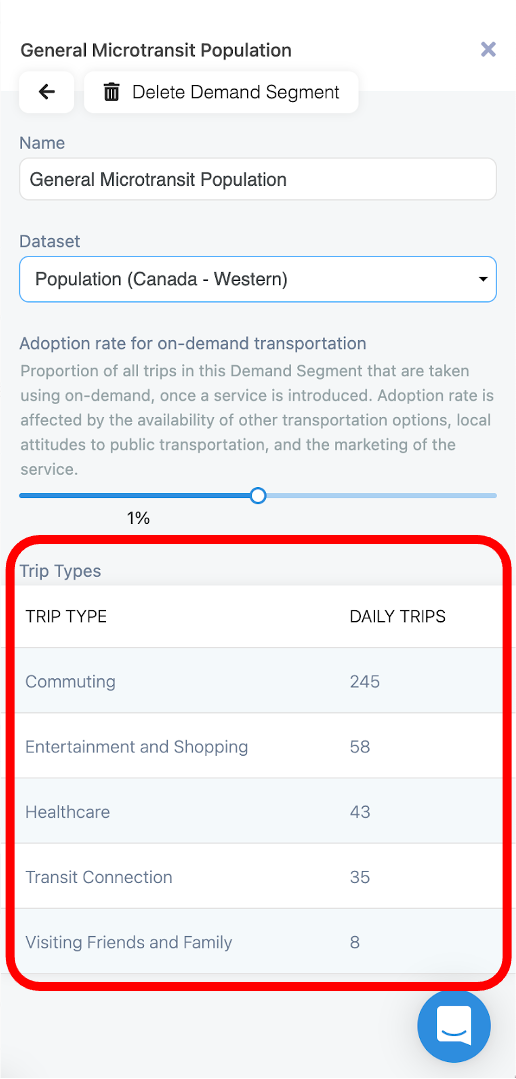 General Microtransit Population
Delete Demand Segment
Name
General Microtransit Population
Dataset
Population (Canada - Western)
Adoption rate for on-demand transportation
Proportion of all trips in this Demand Segment that are taken
using on-demand, once a service is introduced. Adoption rate is
affected by the availability of other transportation options, local
attitudes to public transportation, and the marketing of the
service.
1%
Trip Types
TRIP TYPE DAILY TRIPS
Commuting 245
Entertainment and Shopping 58
Healthcare 43
Transit Connection 35
Visiting Friends and Family 8